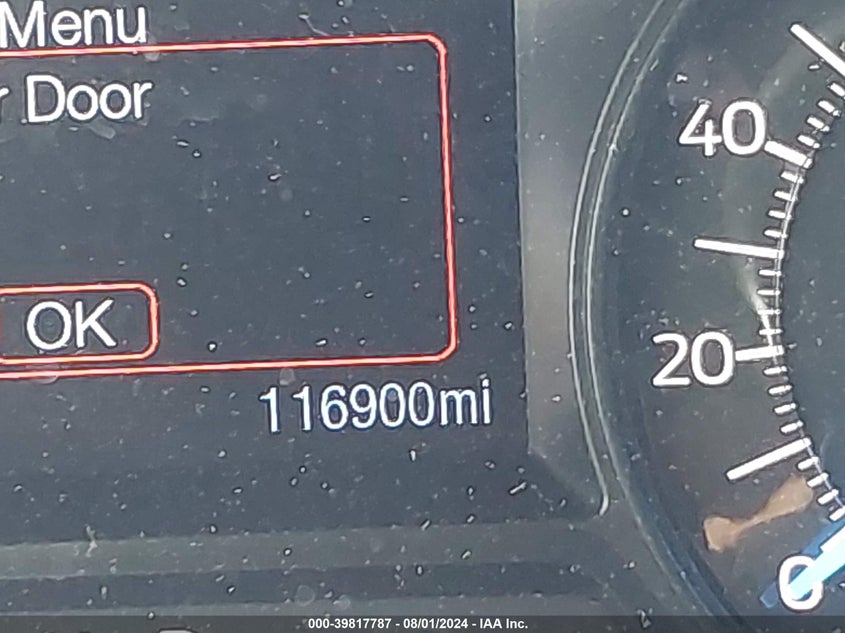 Menu
r Door
OK
116900mi
40
20
0
000-39817787 - 08/01/2024 - IAA Inc.